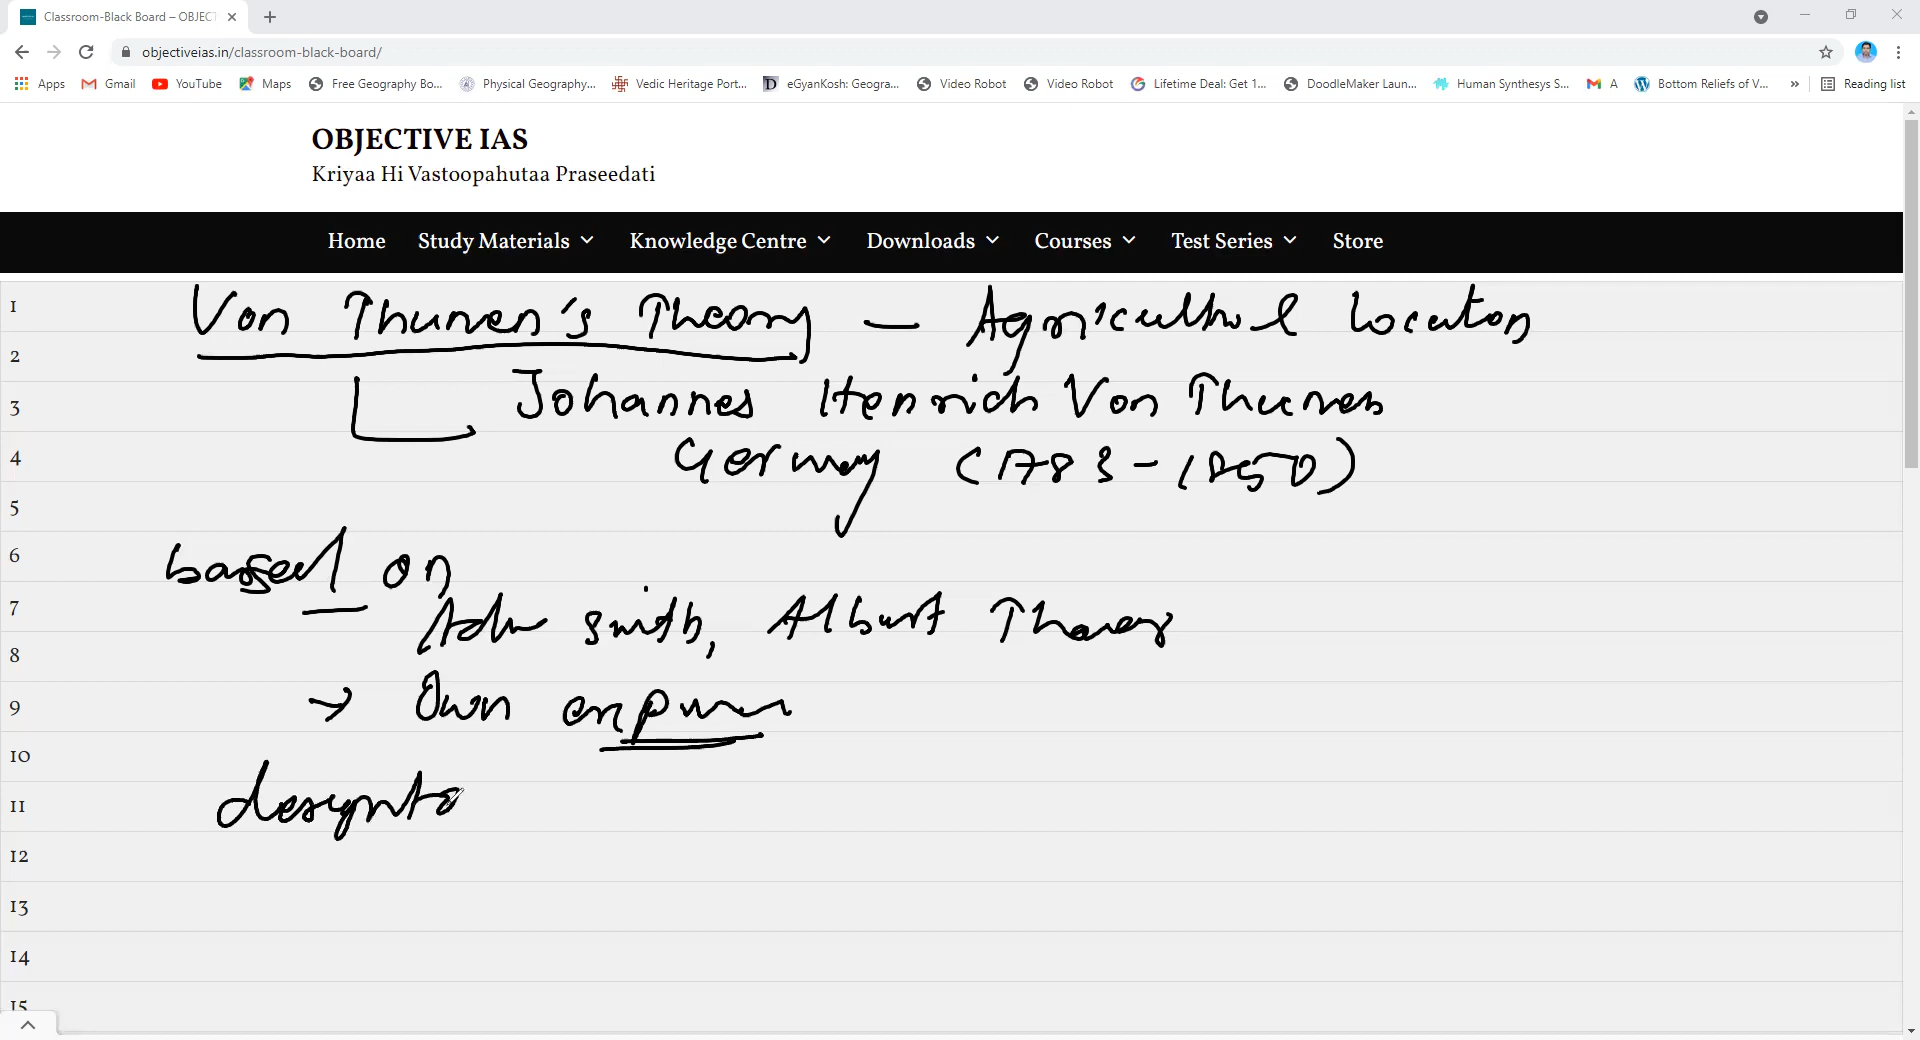 Classroom-Black Board – OBJECT
objectiveias.in/classroom-black-board/
Apps Gmail YouTube Maps Free Geography Bo... Physical Geography,... Vedic Heritage Port... eGyanKosh: Geogra... Video Robot Video Robot Lifetime Deal: Get 1... DoodleMaker Laun... Human Synthesys S... A Bottom Reliefs of V... » Reading list
OBJECTIVE IAS
Kriyaa Hi Vastoopahutaa Praseedati
Home Study Materials Knowledge Centre Downloads Courses Test Series Store
1 Von Thunen's Theory — Agricultural Location
2
3 Johannes Henrich Von Thunen
4 Germany (1783-1850)
5
6 based on
7 Adam Smith, Albert
8
9 → Own
10
11
12
13
14
15